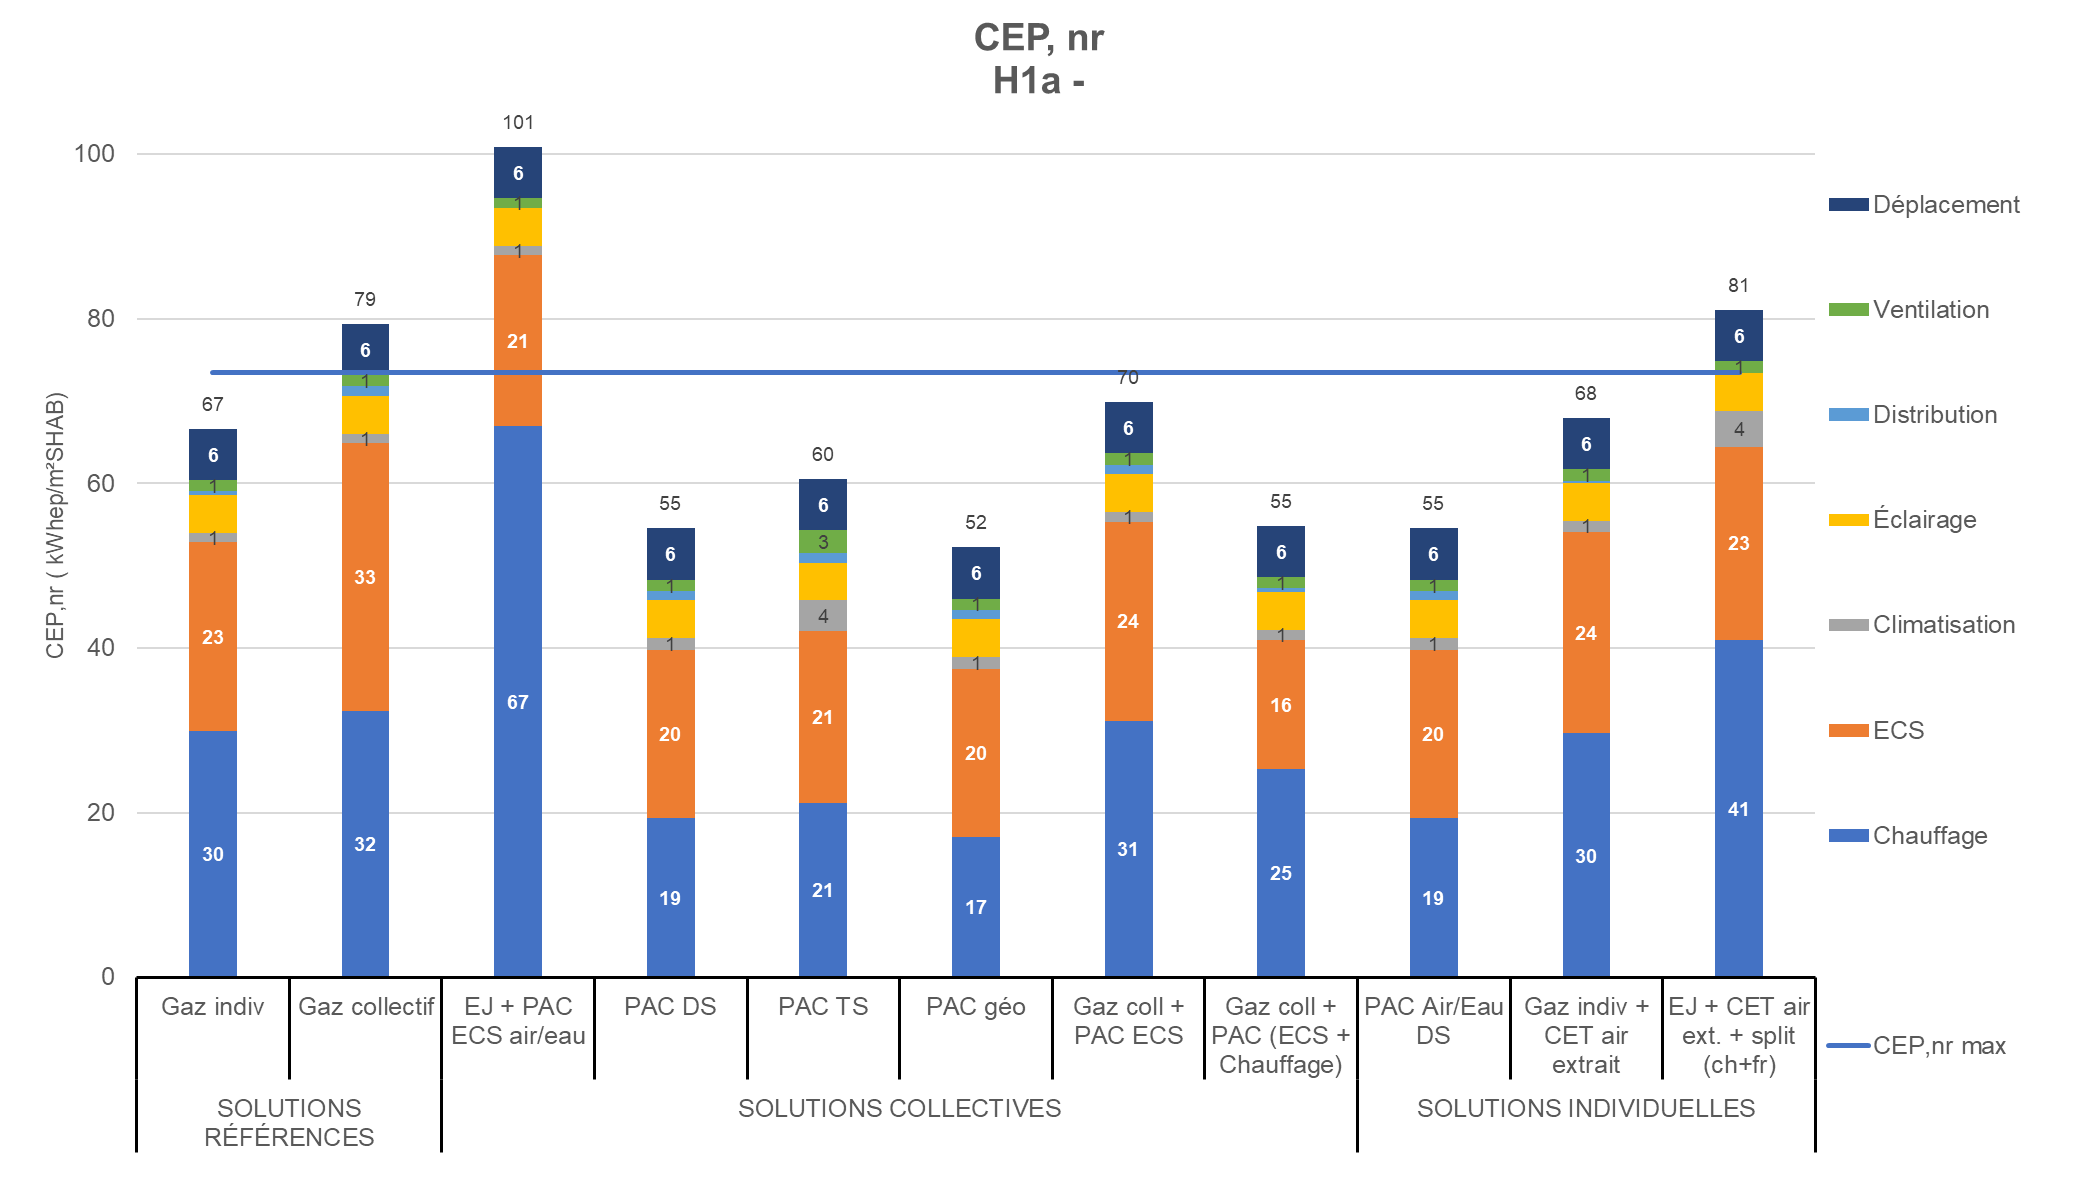 CEP, nr
H1a -
CEP,nr ( kWhep/m²SHAB)
100
80
60
40
20
0
67
6
1
1
23
30
79
6
1
1
33
32
101
6
1
1
21
67
55
6
1
1
20
19
60
6
3
4
21
21
52
6
1
1
20
17
70
6
1
1
24
31
55
6
1
1
16
25
55
6
1
1
20
19
68
6
1
1
24
30
81
6
1
4
23
41
Déplacement
Ventilation
Distribution
Éclairage
Climatisation
ECS
Chauffage
CEP,nr max
Gaz indiv
Gaz collectif
EJ + PAC
ECS air/eau
PAC DS
PAC TS
PAC géo
Gaz coll +
PAC ECS
Gaz coll +
PAC (ECS +
Chauffage)
PAC Air/Eau
DS
Gaz indiv +
CET air
extrait
EJ + CET air
ext. + split
(ch+fr)
SOLUTIONS
RÉFÉRENCES
SOLUTIONS COLLECTIVES
SOLUTIONS INDIVIDUELLES